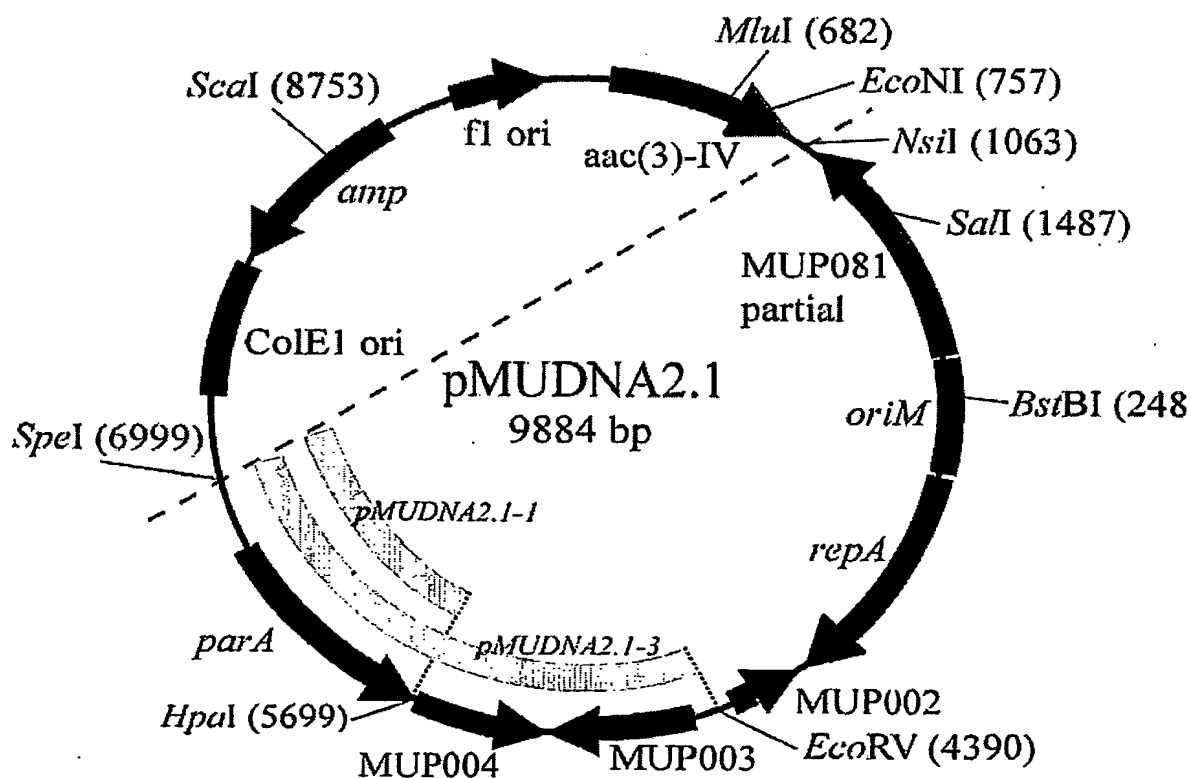 MluI (682)
ScaI (8753)
EcoNI (757)
f1 ori
aac(3)-IV
NsiI (1063)
amp
SalI (1487)
MUP081
partial
ColE1 ori
pMUDNA2.1
9884 bp
oriM
BstBI (248
SpeI (6999)
pMUDNA2.1-1
repA
parA
pMUDNA2.1-3
HpaI (5699)
MUP002
MUP004
MUP003
EcoRV (4390)